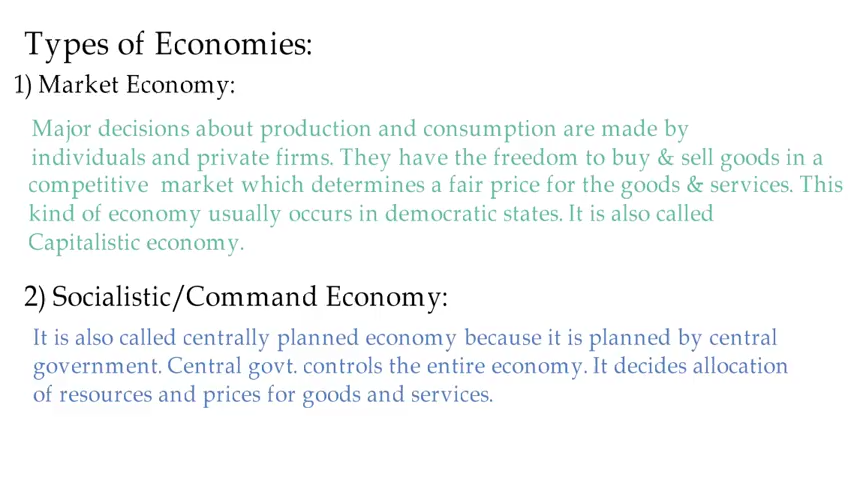 Types of Economies:
1) Market Economy:
Major decisions about production and consumption are made by
individuals and private firms. They have the freedom to buy & sell goods in a
competitive market which determines a fair price for the goods & services. This
kind of economy usually occurs in democratic states. It is also called
Capitalistic economy.
2) Socialistic/Command Economy:
It is also called centrally planned economy because it is planned by central
government. Central govt. controls the entire economy. It decides allocation
of resources and prices for goods and services.